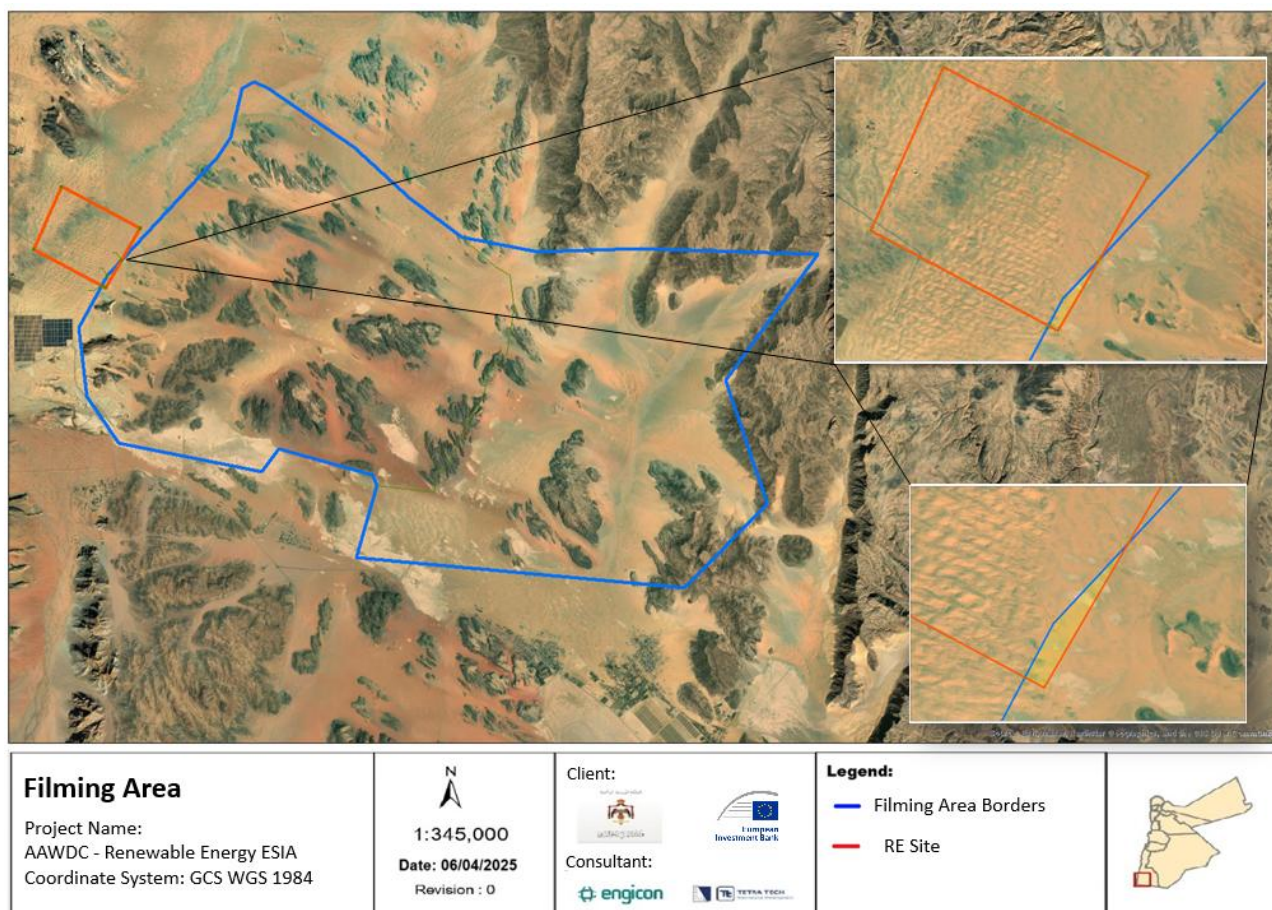 Filming Area
Project Name:
AAWDC - Renewable Energy ESIA
Coordinate System: GCS WGS 1984
N
1:345,000
Date: 06/04/2025
Revision : 0
Client:
European
Investment Bank
Consultant:
engicon
TETRA TECH
Legend:
Filming Area Borders
RE Site